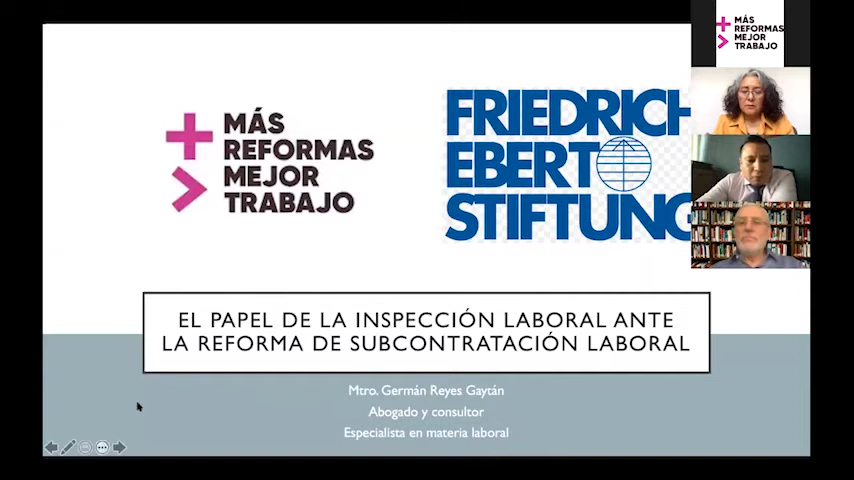 MÁS
REFORMAS
MEJOR
TRABAJO
FRIEDRICH
EBERT
STIFTUNG
EL PAPEL DE LA INSPECCIÓN LABORAL ANTE
LA REFORMA DE SUBCONTRATACIÓN LABORAL
Mtro. Germán Reyes Gaytán
Abogado y consultor
Especialista en materia laboral
MÁS
REFORMAS
MEJOR
TRABAJO